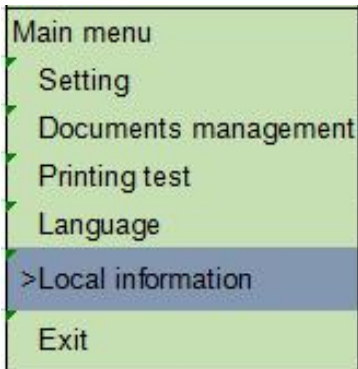 Main menu
Setting
Documents management
Printing test
Language
>Local information
Exit